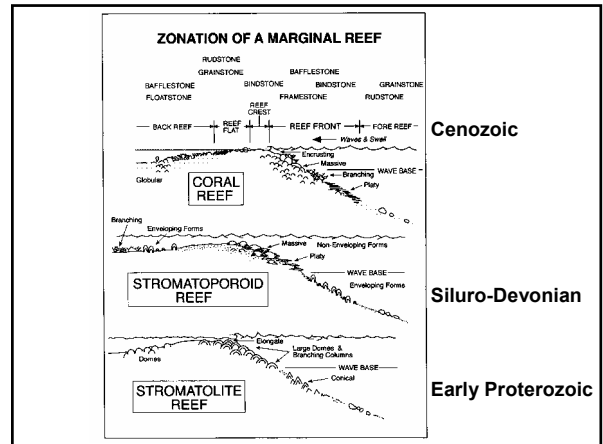 ZONATION OF A MARGINAL REEF
RUDSTONE
GRAINSTONE BAFFLESTONE
BAFFLESTONE BINDSTONE BINDSTONE GRAINSTONE
FLOATSTONE FRAMESTONE RUDSTONE
BACK REEF REEF FLAT REEF CREST REEF FRONT FORE REEF
Waves & Swell
Cenozoic
Encrusting
Massive
WAVE BASE
Branching
Globular
Platy
CORAL
REEF
Branching
Enveloping Forms
Massive Non-Enveloping Forms
Platy
WAVE BASE
Enveloping Forms
STROMATOPOROID
REEF
Siluro-Devonian
Elongate
Large Domes &
Branching Columns
Domes
WAVE BASE
Conical
STROMATOLITE
REEF
Early Proterozoic